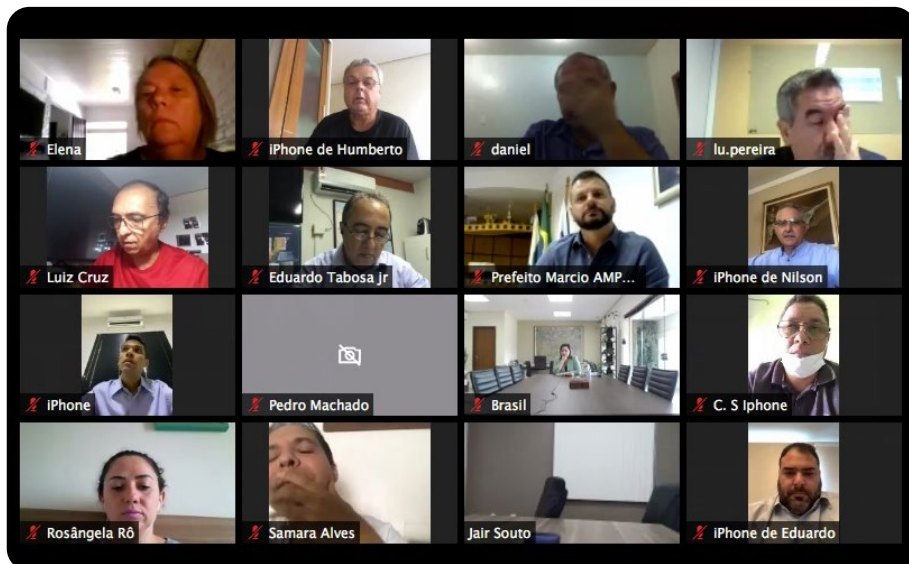 Elena
iPhone de Humberto
daniel
lu.pereira
Luiz Cruz
Eduardo Tabosa jr
Prefeito Marcio AMP...
iPhone de Nilson
iPhone
Pedro Machado
Brasil
C. S Iphone
Rosângela Rô
Samara Alves
Jair Souto
iPhone de Eduardo